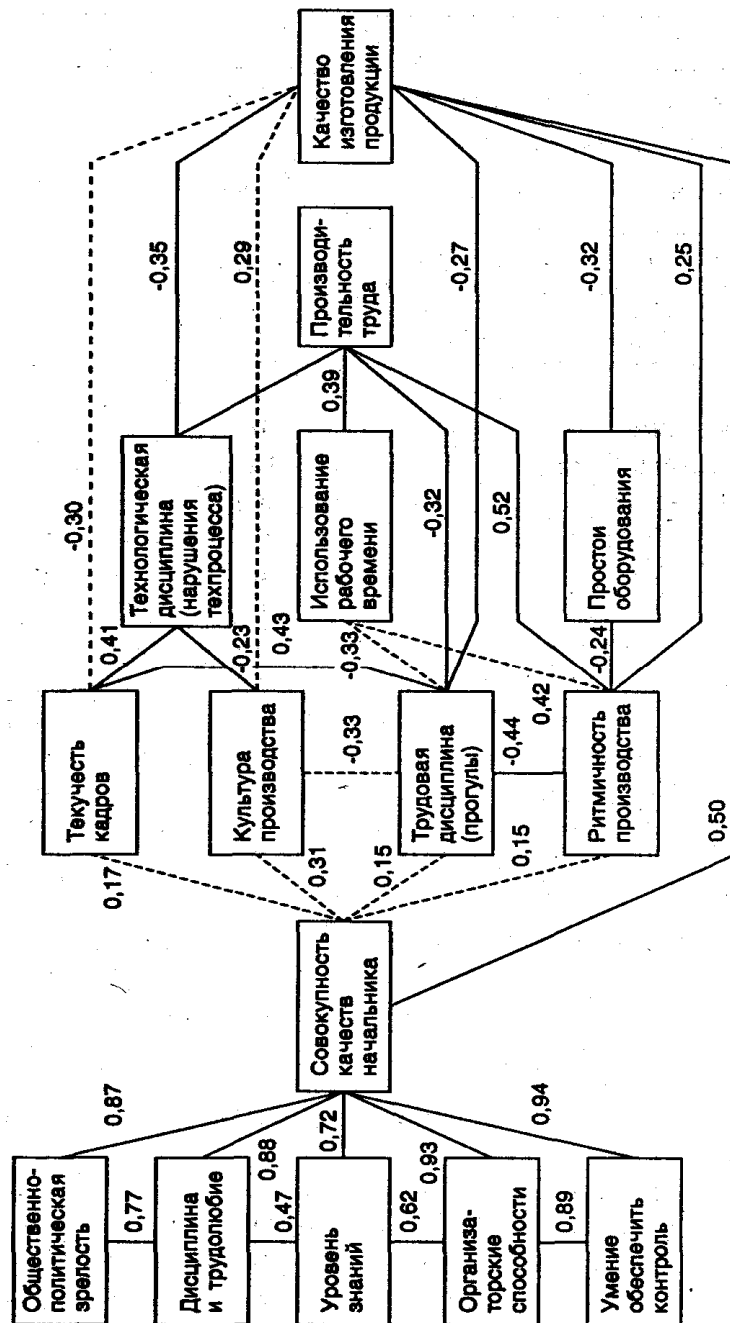 Общественно-
политическая
зрелость
0,77
Дисциплина
и трудолюбие
0,47
Уровень
знаний
0,62
Организа-
торские
способности
0,89
Умение
обеспечить
контроль
0,87
0,88
0,72
0,93
0,94
Совокупность
качеств
начальника
0,17
0,31
0,15
0,15
0,50
Текучесть
кадров
Культура
производства
-0,33
Трудовая
дисциплина
(прогулы)
-0,44
Ритмичность
производства
0,41
-0,23
0,43
-0,33
0,42
-0,24
Технологическая
дисциплина
(нарушения
техпроцесса)
Использование
рабочего
времени
Простои
оборудования
-0,30
-0,35
0,29
0,39
-0,32
0,52
-0,27
-0,32
0,25
Производи-
тельность
труда
Качество
изготовления
продукции